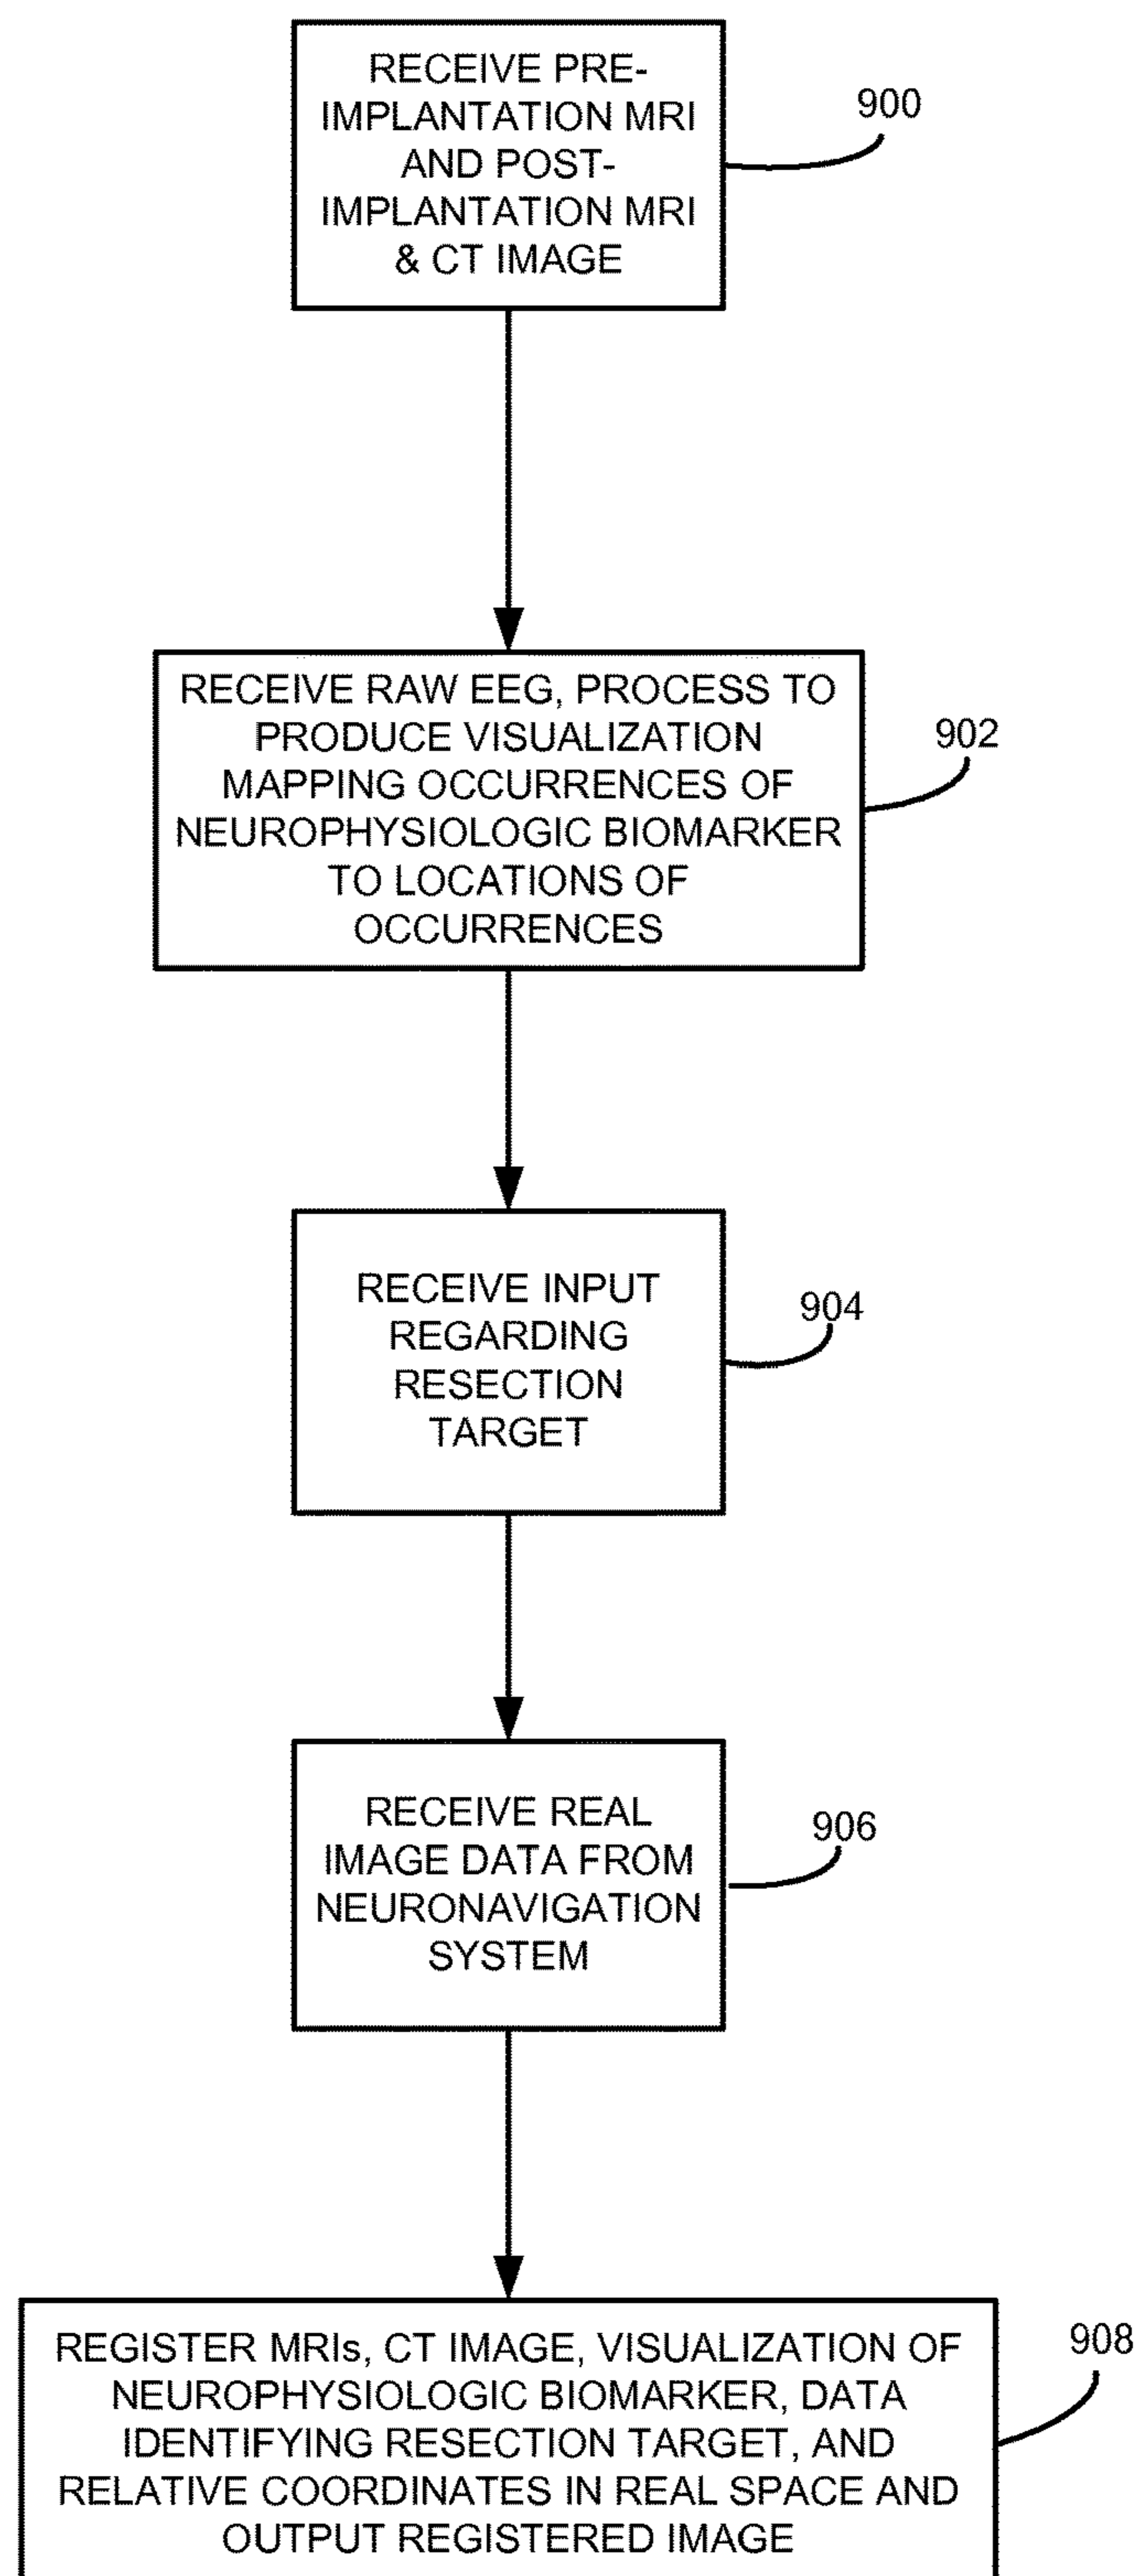 RECEIVE PRE-
IMPLANTATION MRI
AND POST-
IMPLANTATION MRI
& CT IMAGE
900
RECEIVE RAW EEG, PROCESS TO
PRODUCE VISUALIZATION
MAPPING OCCURRENCES OF
NEUROPHYSIOLOGIC BIOMARKER
TO LOCATIONS OF
OCCURRENCES
902
RECEIVE INPUT
REGARDING
RESECTION
TARGET
904
RECEIVE REAL
IMAGE DATA FROM
NEURONAVIGATION
SYSTEM
906
REGISTER MRIs, CT IMAGE, VISUALIZATION OF
NEUROPHYSIOLOGIC BIOMARKER, DATA
IDENTIFYING RESECTION TARGET, AND
RELATIVE COORDINATES IN REAL SPACE AND
OUTPUT REGISTERED IMAGE
908